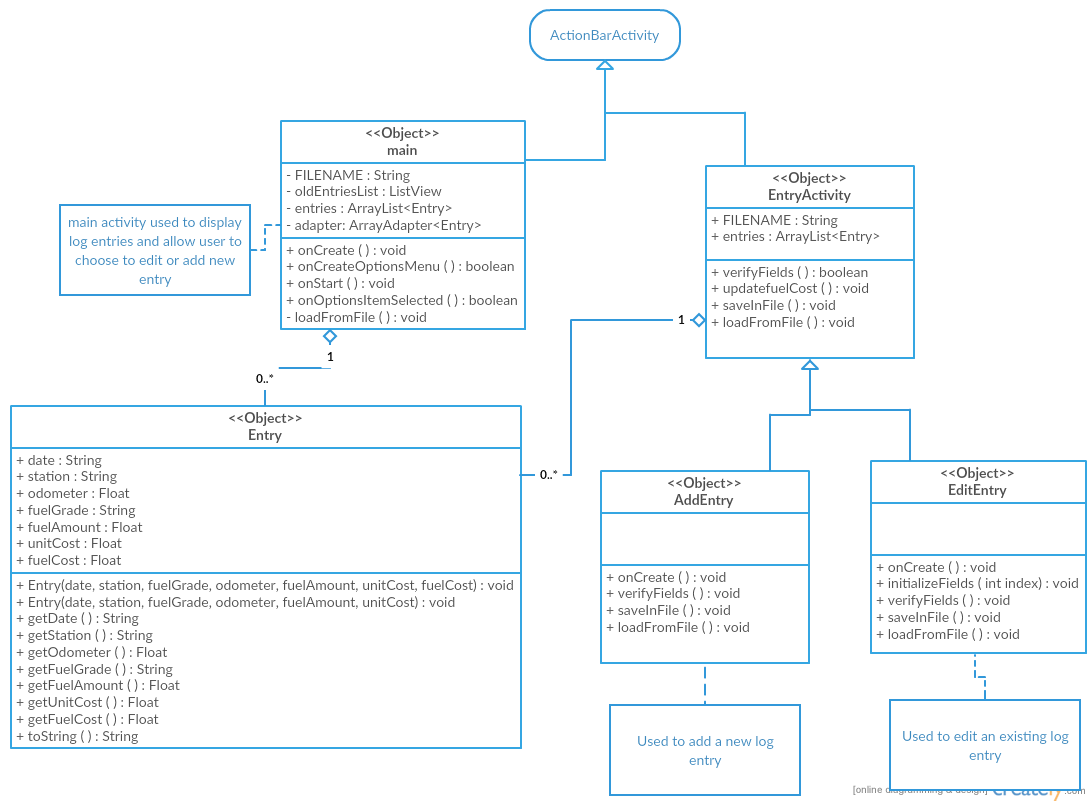 ActionBarActivity
<<Object>>
main
- FILENAME : String
- oldEntriesList : ListView
- entries : ArrayList<Entry>
- adapter: ArrayAdapter<Entry>
+ onCreate ( ) : void
+ onCreateOptionsMenu ( ) : boolean
+ onStart ( ) : void
+ onOptionsItemSelected ( ) : boolean
- loadFromFile ( ) : void
main activity used to display
log entries and allow user to
choose to edit or add new
entry
<<Object>>
EntryActivity
+ FILENAME : String
+ entries : ArrayList<Entry>
+ verifyFields ( ) : boolean
+ updatefuelCost ( ) : void
+ saveInFile ( ) : void
+ loadFromFile ( ) : void
1
1
0..*
0..*
<<Object>>
Entry
+ date : String
+ station : String
+ odometer : Float
+ fuelGrade : String
+ fuelAmount : Float
+ unitCost : Float
+ fuelCost : Float
+ Entry(date, station, fuelGrade, odometer, fuelAmount, unitCost, fuelCost) : void
+ Entry(date, station, fuelGrade, odometer, fuelAmount, unitCost) : void
+ getDate ( ) : String
+ getStation ( ) : String
+ getOdometer ( ) : Float
+ getFuelGrade ( ) : String
+ getFuelAmount ( ) : Float
+ getUnitCost ( ) : Float
+ getFuelCost ( ) : Float
+ toString ( ) : String
<<Object>>
AddEntry
+ onCreate ( ) : void
+ verifyFields ( ) : void
+ saveInFile ( ) : void
+ loadFromFile ( ) : void
<<Object>>
EditEntry
+ onCreate ( ) : void
+ initializeFields ( int index) : void
+ verifyFields ( ) : void
+ saveInFile ( ) : void
+ loadFromFile ( ) : void
Used to add a new log
entry
Used to edit an existing log
entry
[online diagramming & design] creately.com